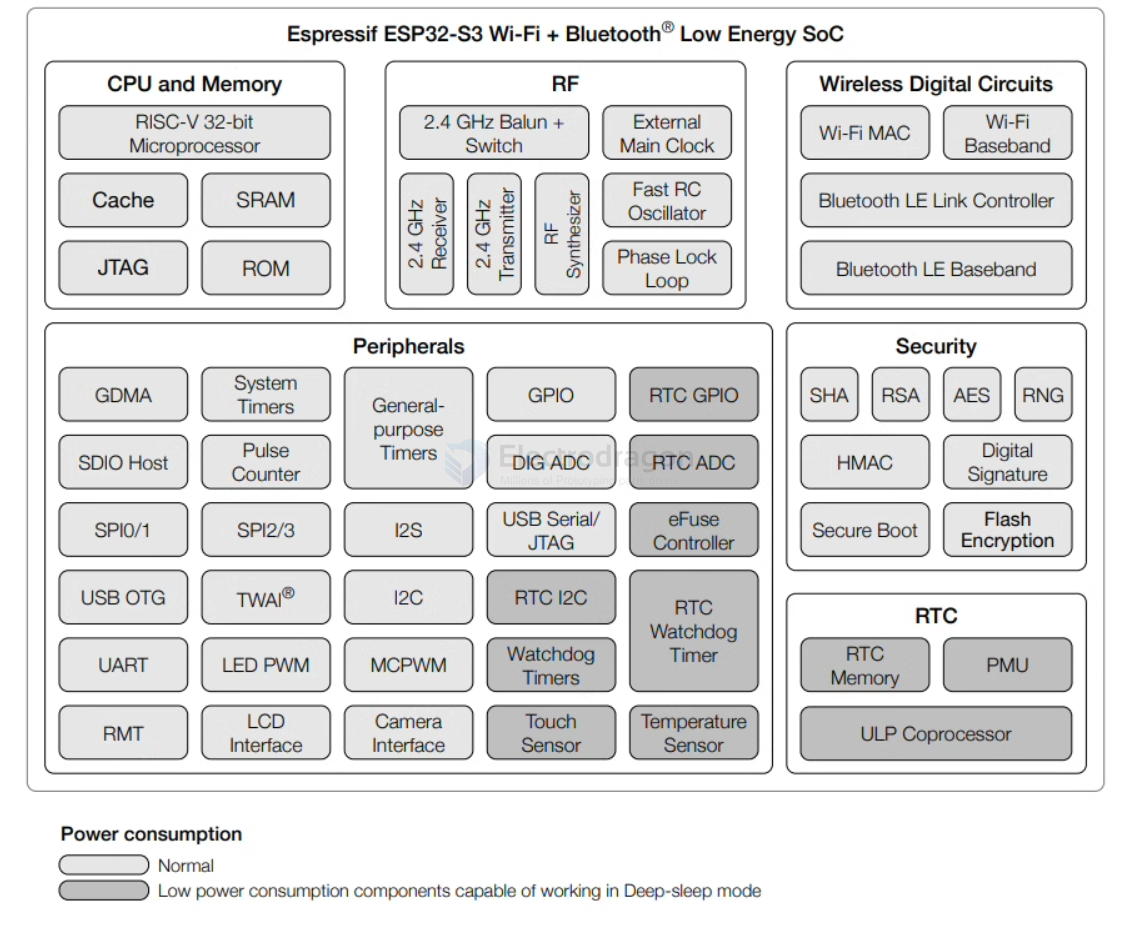 Espressif ESP32-S3 Wi-Fi + Bluetooth® Low Energy SoC
CPU and Memory
RISC-V 32-bit
Microprocessor
Cache
SRAM
JTAG
ROM
RF
2.4 GHz Balun +
Switch
External
Main Clock
2.4 GHz
Receiver
2.4 GHz
Transmitter
RF
Synthesizer
Fast RC
Oscillator
Phase Lock
Loop
Wireless Digital Circuits
Wi-Fi MAC
Wi-Fi
Baseband
Bluetooth LE Link Controller
Bluetooth LE Baseband
Peripherals
GDMA
System
Timers
General-
purpose
Timers
GPIO
RTC GPIO
SDIO Host
Pulse
Counter
DIG ADC
RTC ADC
Electrodragon
SPI0/1
SPI2/3
I2S
USB Serial/
JTAG
eFuse
Controller
USB OTG
TWAI®
I2C
RTC I2C
RTC
Watchdog
Timer
UART
LED PWM
MCPWM
Watchdog
Timers
RMT
LCD
Interface
Camera
Interface
Touch
Sensor
Temperature
Sensor
Security
SHA
RSA
AES
RNG
HMAC
Digital
Signature
Secure Boot
Flash
Encryption
RTC
RTC
Memory
PMU
ULP Coprocessor
Power consumption
Normal
Low power consumption components capable of working in Deep-sleep mode